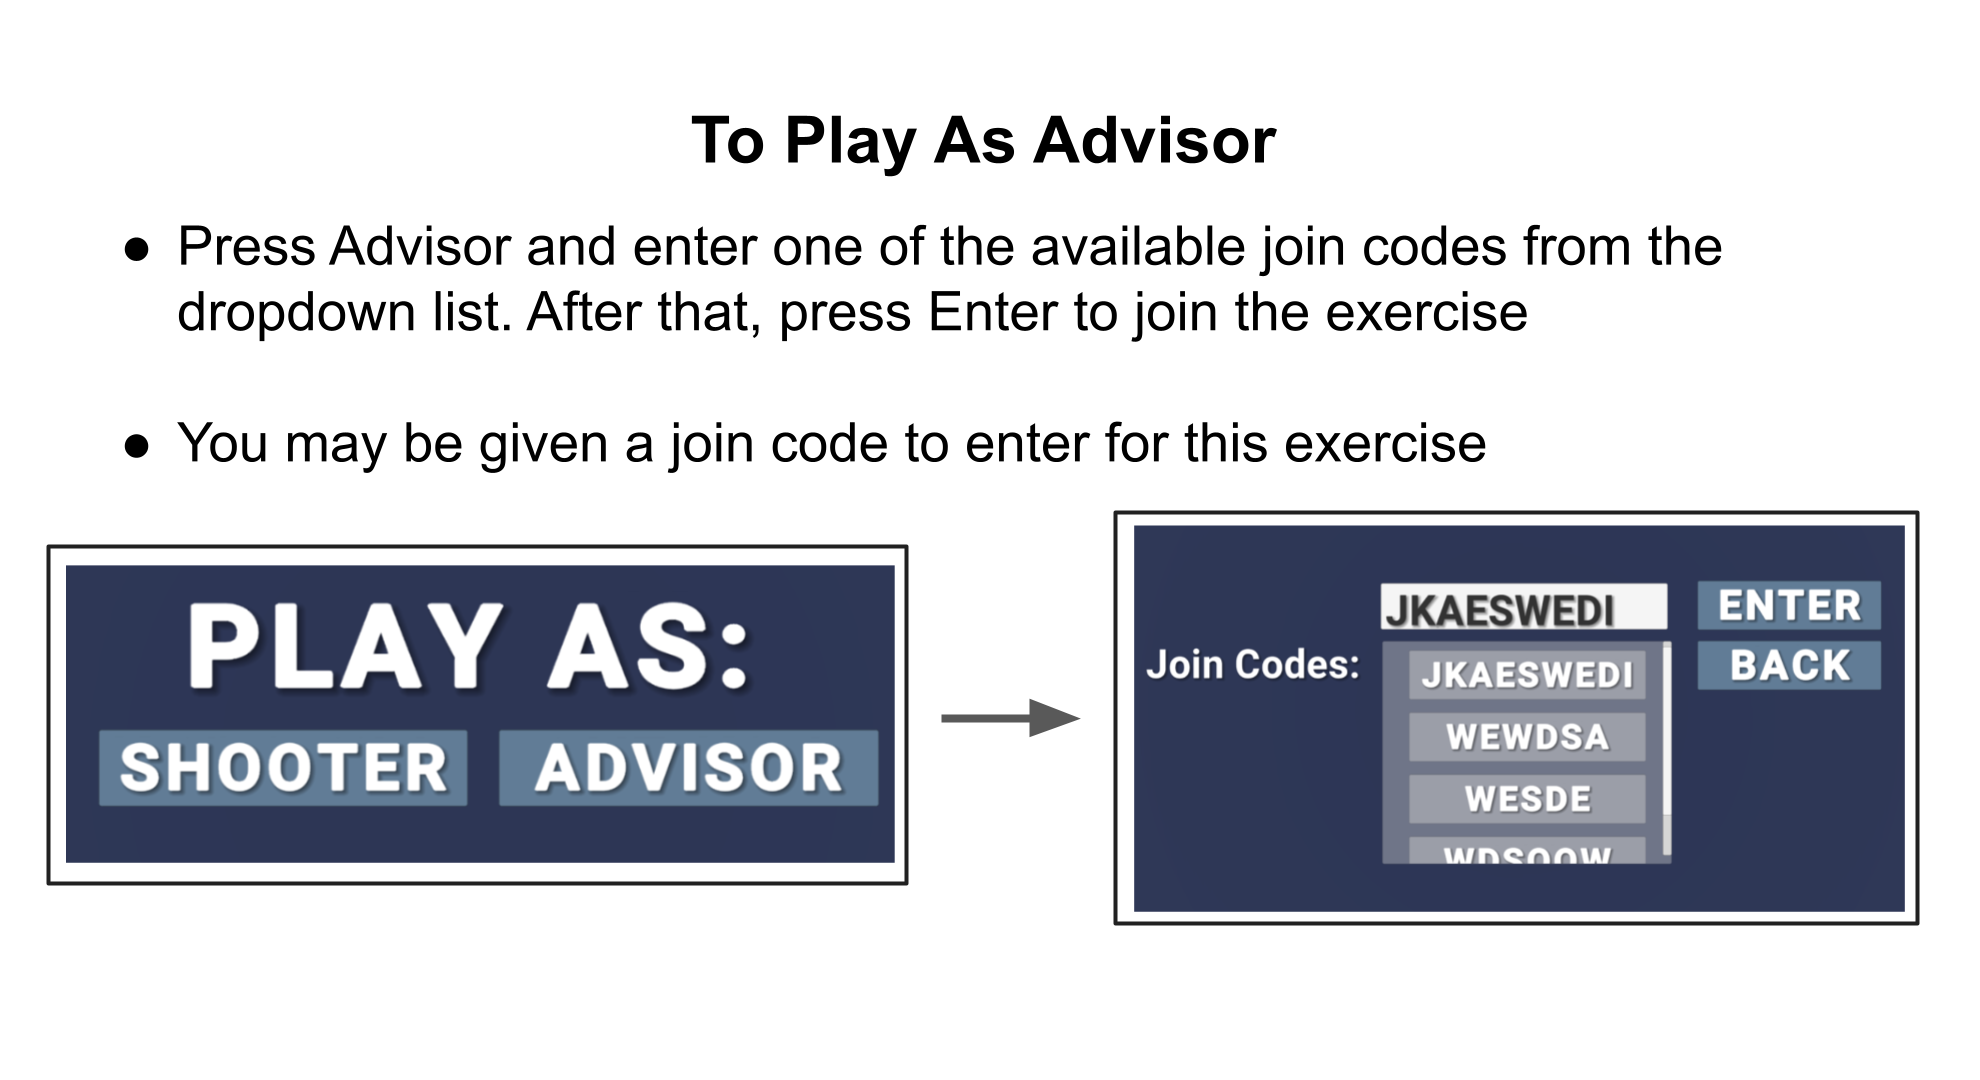 To Play As Advisor
● Press Advisor and enter one of the available join codes from the
dropdown list. After that, press Enter to join the exercise
● You may be given a join code to enter for this exercise
PLAY AS:
SHOOTER ADVISOR
JKAESWEDI ENTER
Join Codes: BACK
JKAESWEDI
WEWDSA
WESDE